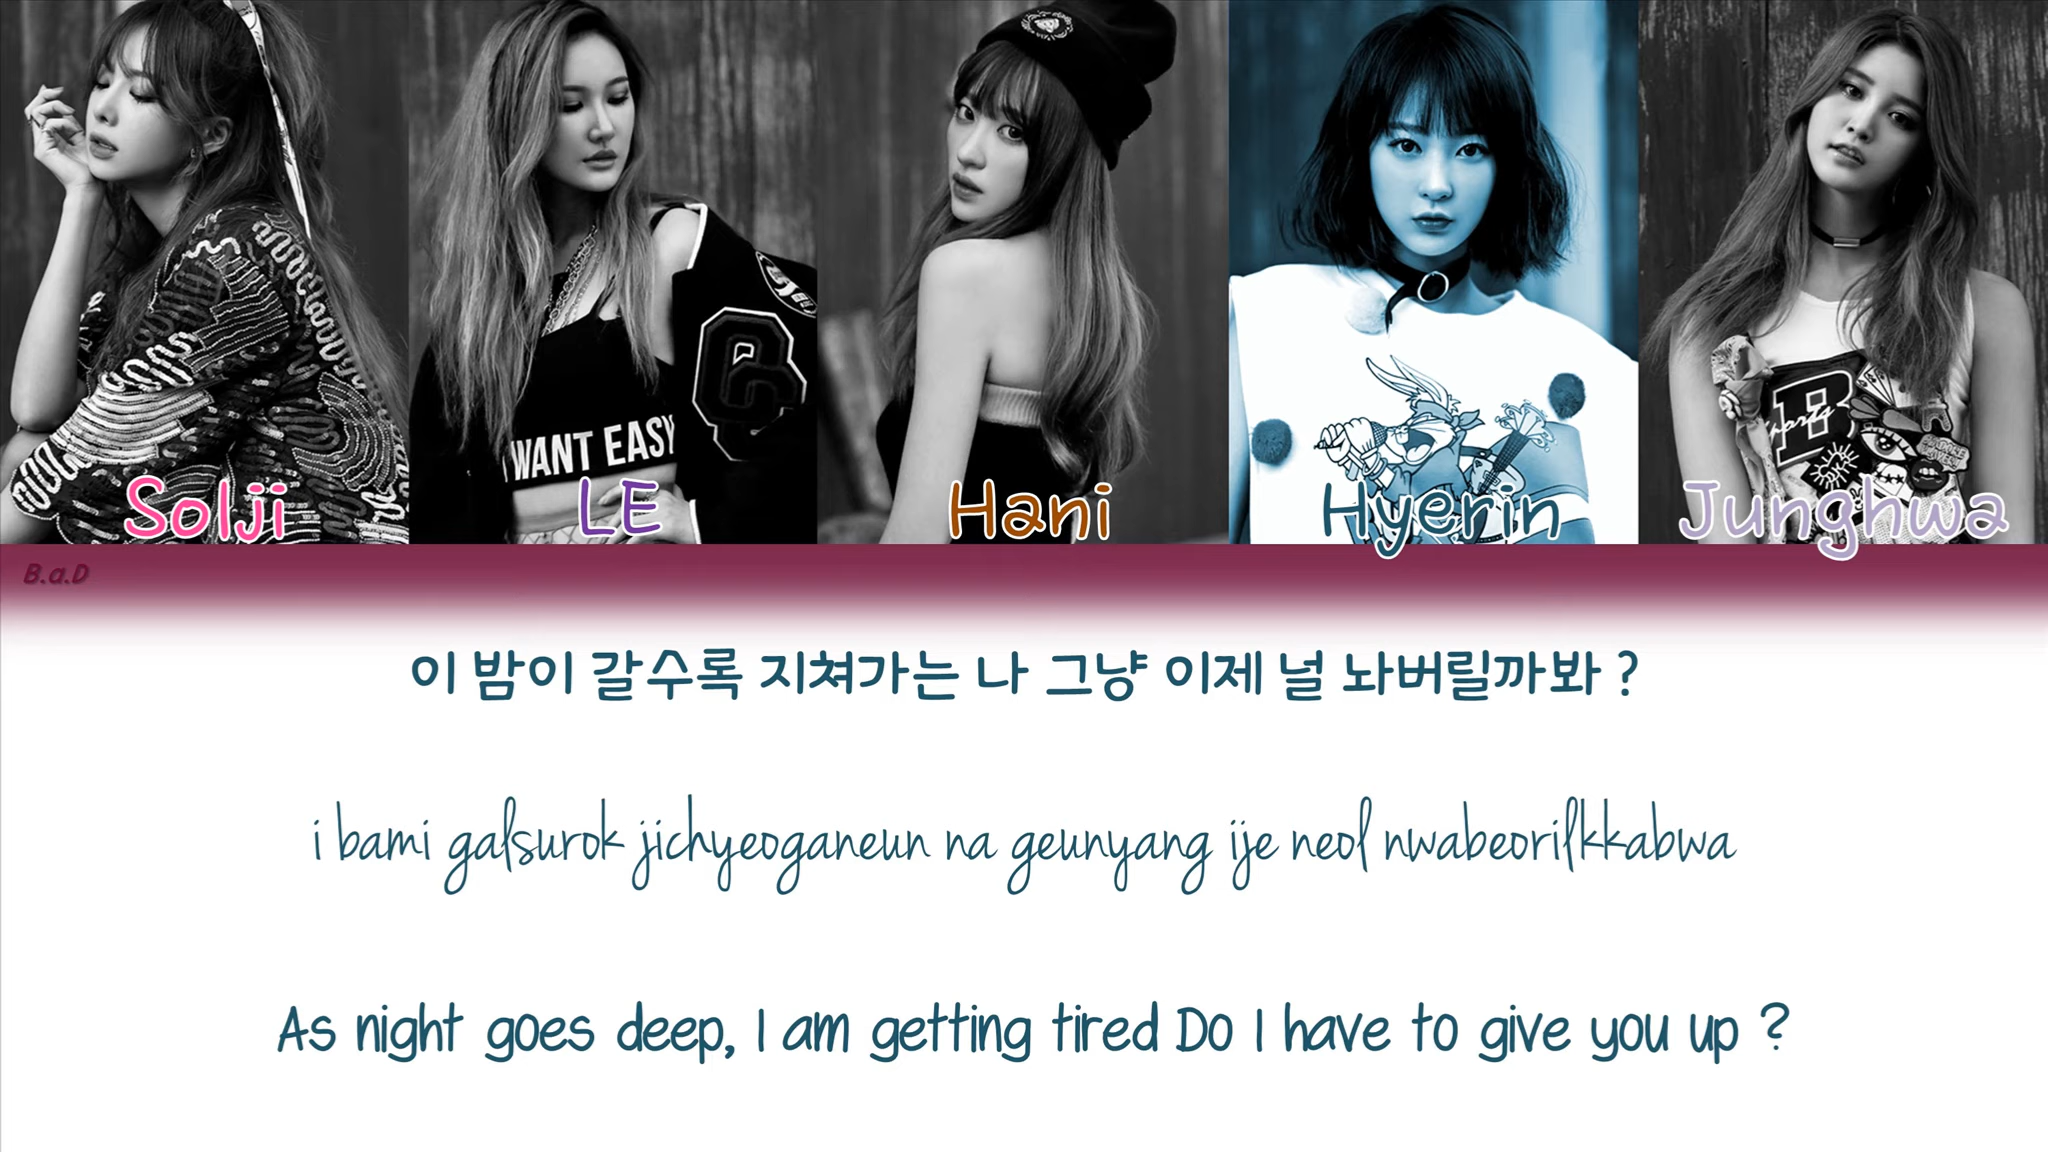 I WANT EASY
Solji
LE
Hani
Hyerin
Junghwa
B.a.D
이 밤이 갈수록 지쳐가는 나 그냥 이제 널 놔버릴까봐 ?
i bami galsurok jichyeoganeun na geunyang ije neol nwabeorilkkabwa
As night goes deep, I am getting tired Do I have to give you up ?